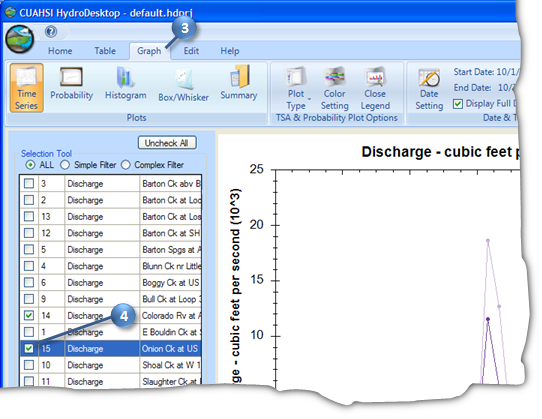 CUAHSI HydroDesktop - default.hdprj
3
Home Table Graph Edit Help
Time Series
Probability
Histogram
Box/Whisker
Summary
Plot Type
Color Setting
Close Legend
Date Setting
Start Date: 10/1/
End Date: 10/
Display Full D
Plots
TSA & Probability Plot Options
Date & T
Uncheck All
Selection Tool
ALL Simple Filter Complex Filter
3 Discharge Barton Ck abv B
2 Discharge Barton Ck at Loo
13 Discharge Barton Ck at Los
12 Discharge Barton Ck at SH
5 Discharge Barton Spgs at A
4 Discharge Blunn Ck nr Little
6 Discharge Boggy Ck at US
9 Discharge Bull Ck at Loop 3
14 Discharge Colorado Rv at A
1 Discharge E Bouldin Ck at
15 Discharge Onion Ck at US
10 Discharge Shoal Ck at W 1
11 Discharge Slaughter Ck at
4
Discharge - cubic feet p
25
20
15
10
ge - cubic feet per second (10^3)